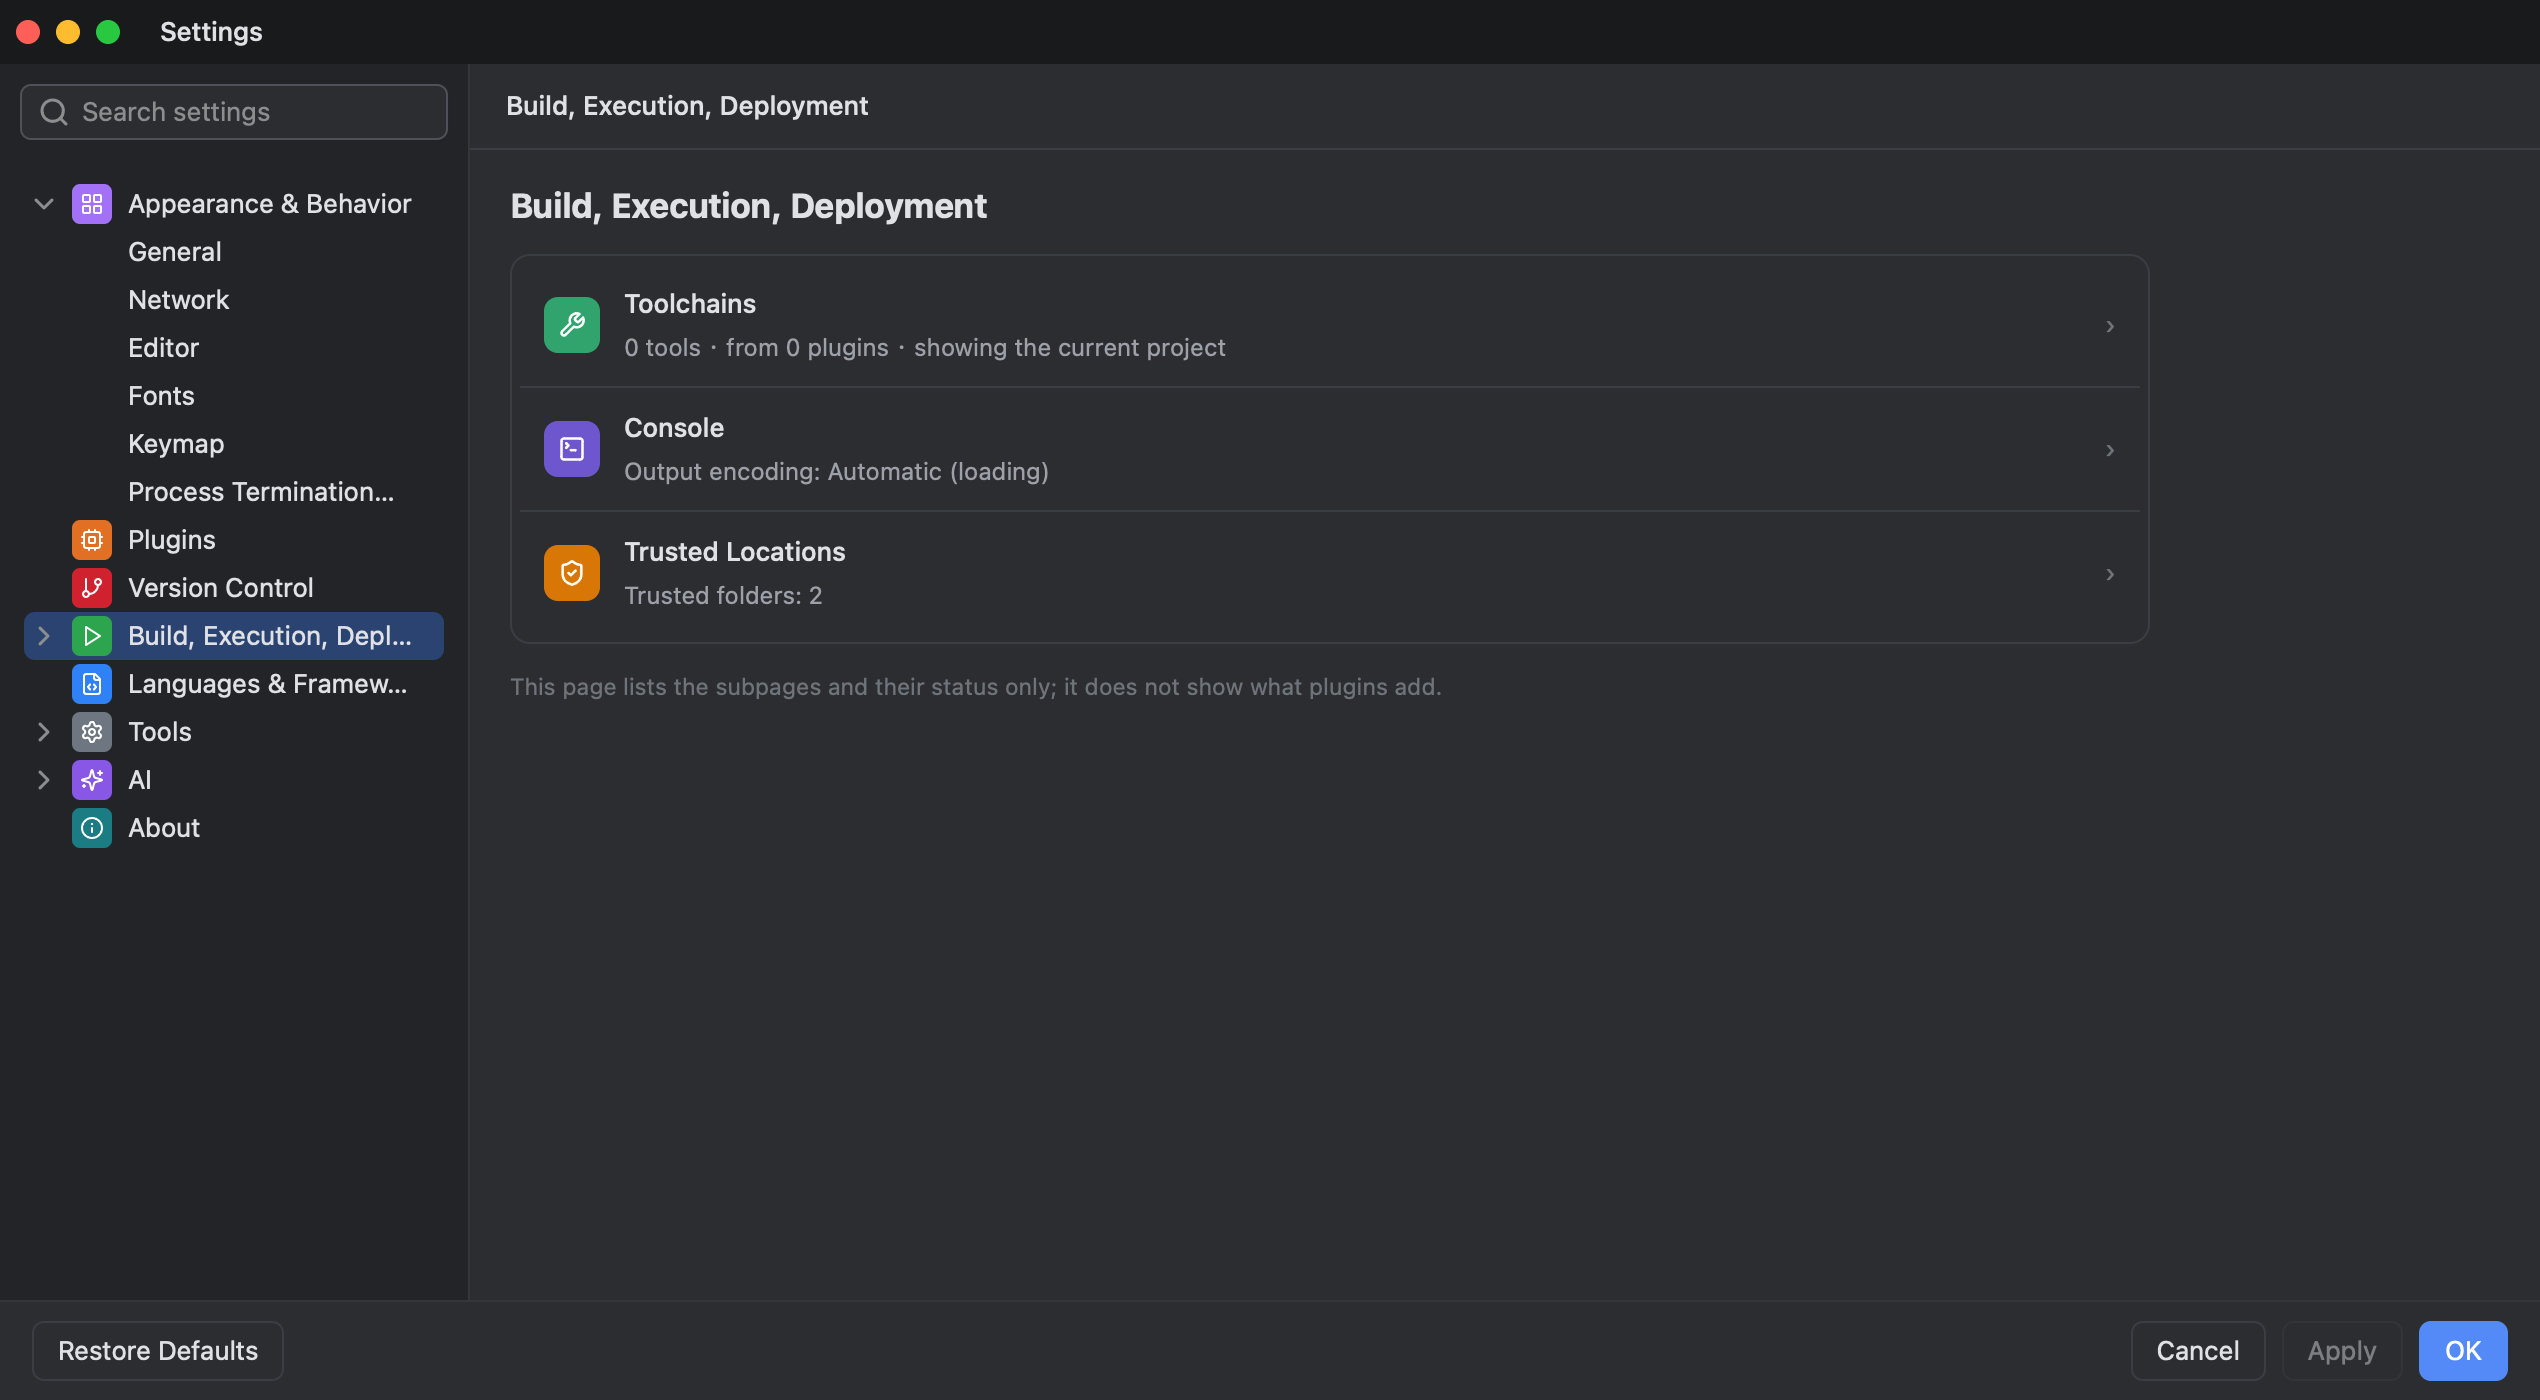 Settings
Search settings
Appearance & Behavior
General
Network
Editor
Fonts
Keymap
Process Termination...
Plugins
Version Control
Build, Execution, Depl...
Languages & Framew...
Tools
AI
About
Build, Execution, Deployment
Build, Execution, Deployment
Toolchains
0 tools · from 0 plugins · showing the current project
Console
Output encoding: Automatic (loading)
Trusted Locations
Trusted folders: 2
This page lists the subpages and their status only; it does not show what plugins add.
Restore Defaults
Cancel
Apply
OK